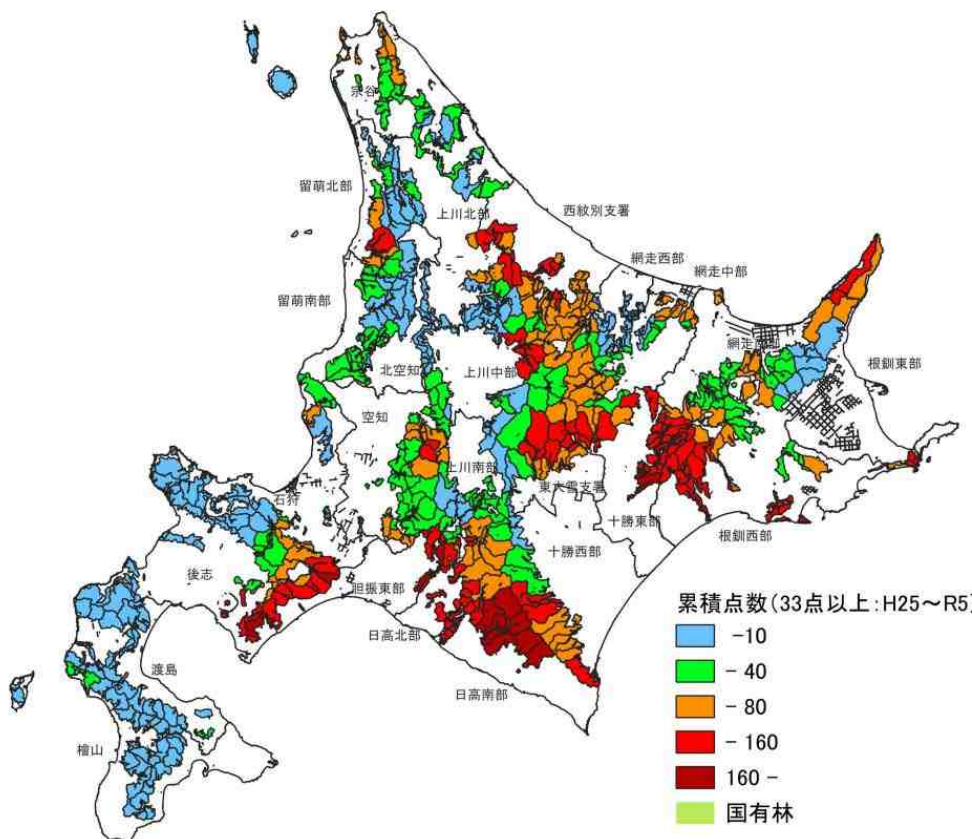 宗谷
留萌北部
上川北部
西紋別支署
網走西部
網走中部
留萌南部
根釧東部
北空知
上川中部
空知
上川南部
石狩
東大雪支署
十勝東部
根釧西部
十勝西部
後志
胆振東部
日高北部
渡島
日高南部
檜山
累積点数(33点以上:H25~R5)
-10
- 40
- 80
- 160
160 -
国有林